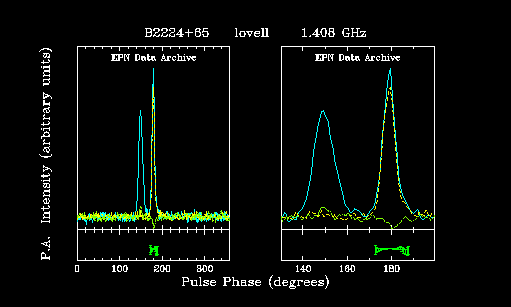 B2224+65 lovell 1.408 GHz
EPN Data Archive EPN Data Archive
P.A. Intensity (arbitrary units)
0 100 200 300 140 160 180
Pulse Phase (degrees)